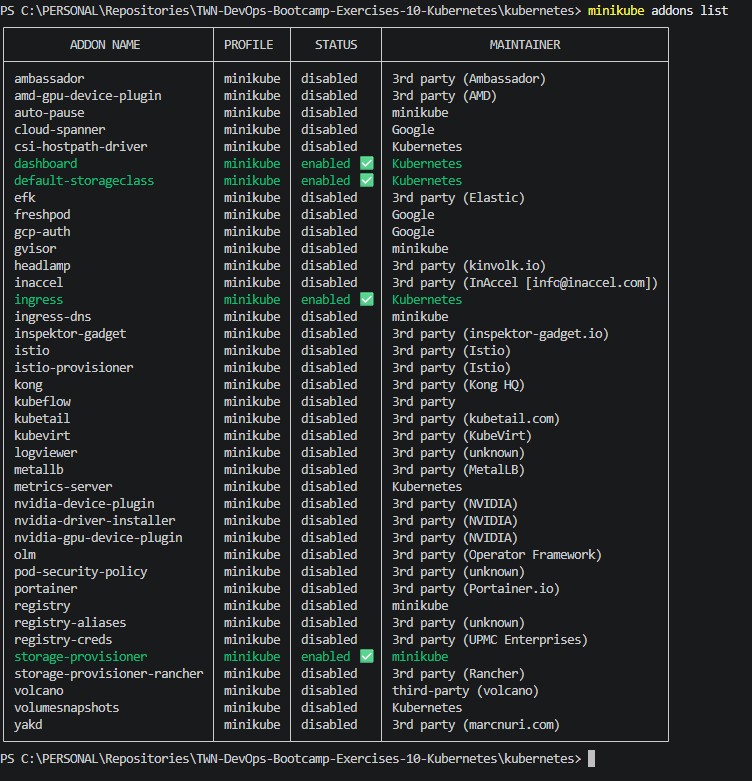 PS C:\PERSONAL\Repositories\TWN-DevOps-Bootcamp-Exercises-10-Kubernetes\kubernetes> minikube addons list
ADDON NAME PROFILE STATUS MAINTAINER
ambassador minikube disabled 3rd party (Ambassador)
amd-gpu-device-plugin minikube disabled 3rd party (AMD)
auto-pause minikube disabled minikube
cloud-spanner minikube disabled Google
csi-hostpath-driver minikube disabled Kubernetes
dashboard minikube enabled ✅ Kubernetes
default-storageclass minikube enabled ✅ Kubernetes
efk minikube disabled 3rd party (Elastic)
freshpod minikube disabled Google
gcp-auth minikube disabled Google
gvisor minikube disabled minikube
headlamp minikube disabled 3rd party (kinvolk.io)
inaccel minikube disabled 3rd party (InAccel [info@inaccel.com])
ingress minikube enabled ✅ Kubernetes
ingress-dns minikube disabled minikube
inspektor-gadget minikube disabled 3rd party (inspektor-gadget.io)
istio minikube disabled 3rd party (Istio)
istio-provisioner minikube disabled 3rd party (Istio)
kong minikube disabled 3rd party (Kong HQ)
kubeflow minikube disabled 3rd party
kubetail minikube disabled 3rd party (kubetail.com)
kubevirt minikube disabled 3rd party (KubeVirt)
logviewer minikube disabled 3rd party (unknown)
metallb minikube disabled 3rd party (MetalLB)
metrics-server minikube disabled Kubernetes
nvidia-device-plugin minikube disabled 3rd party (NVIDIA)
nvidia-driver-installer minikube disabled 3rd party (NVIDIA)
nvidia-gpu-device-plugin minikube disabled 3rd party (NVIDIA)
olm minikube disabled 3rd party (Operator Framework)
pod-security-policy minikube disabled 3rd party (unknown)
portainer minikube disabled 3rd party (Portainer.io)
registry minikube disabled minikube
registry-aliases minikube disabled 3rd party (unknown)
registry-creds minikube disabled 3rd party (UPMC Enterprises)
storage-provisioner minikube enabled ✅ minikube
storage-provisioner-rancher minikube disabled 3rd party (Rancher)
volcano minikube disabled third-party (volcano)
volumesnapshots minikube disabled Kubernetes
yakd minikube disabled 3rd party (marcnuri.com)
PS C:\PERSONAL\Repositories\TWN-DevOps-Bootcamp-Exercises-10-Kubernetes\kubernetes>